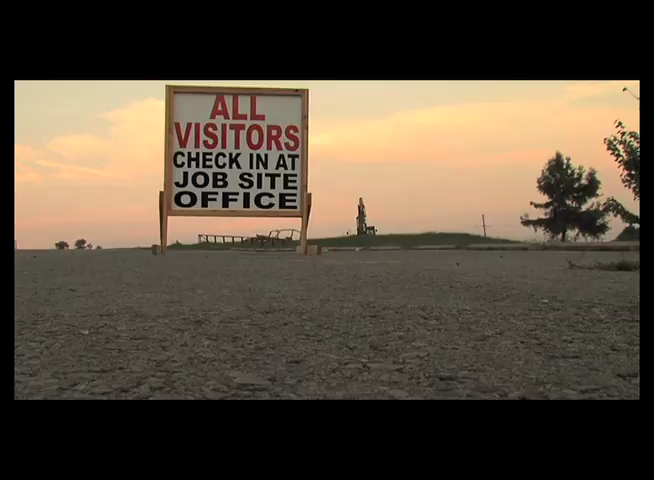 ALL
VISITORS
CHECK IN AT
JOB SITE
OFFICE